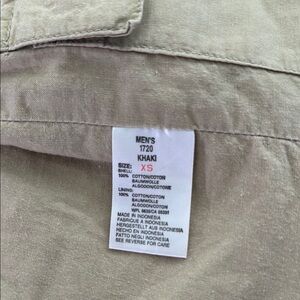 MEN'S
1720
KHAKI
SIZE: XS
SHELL:
100% COTTON/COTON
BAUMWOLLE
ALGODON/COTONE
LINING:
100% COTTON/COTON
BAUMWOLLE
ALGODON/COTONE
MADE IN INDONESIA
FABRIQUE A INDONESIA
HERGESTELLT AUS INDONESIA
HECHO EN INDONESIA
FATTO NEGLI INDONESIA
SEE REVERSE FOR CARE